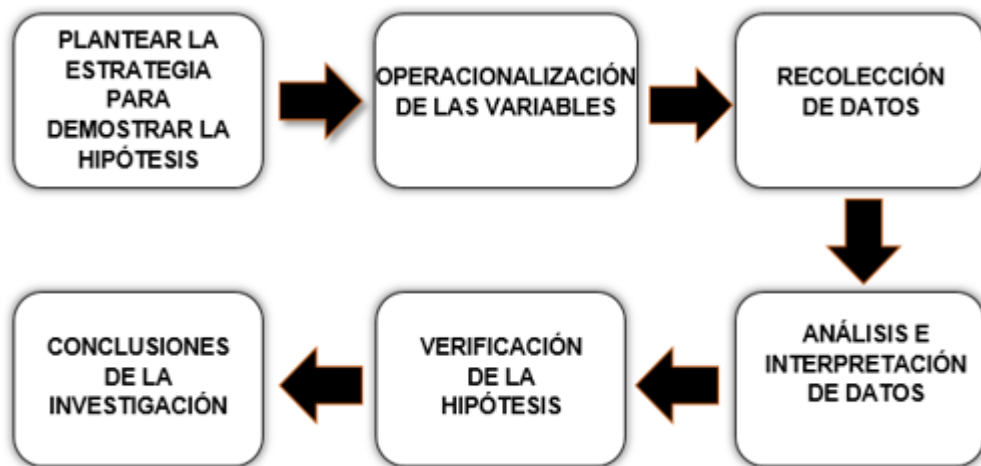 PLANTEAR LA
ESTRATEGIA
PARA
DEMOSTRAR LA
HIPÓTESIS
OPERACIONALIZACIÓN
DE LAS VARIABLES
RECOLECCIÓN
DE DATOS
ANÁLISIS E
INTERPRETACIÓN
DE DATOS
VERIFICACIÓN
DE LA
HIPÓTESIS
CONCLUSIONES
DE LA
INVESTIGACIÓN